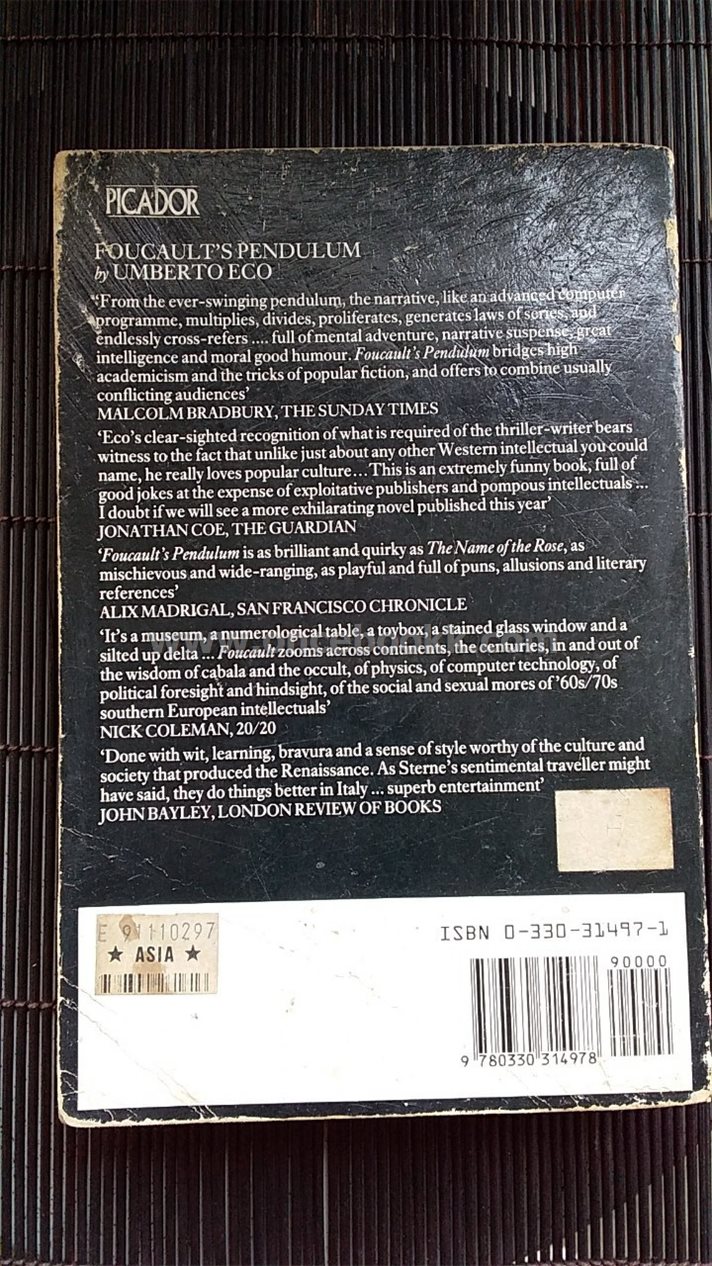 PICADOR
FOUCAULT'S PENDULUM
by UMBERTO ECO
'From the ever-swinging pendulum, the narrative, like an advanced computer
programme, multiplies, divides, proliferates, generates laws of series, and
endlessly cross-refers .... full of mental adventure, narrative suspense, great
intelligence and moral good humour. Foucault's Pendulum bridges high
academicism and the tricks of popular fiction, and offers to combine usually
conflicting audiences'
MALCOLM BRADBURY, THE SUNDAY TIMES
'Eco's clear-sighted recognition of what is required of the thriller-writer bears
witness to the fact that unlike just about any other Western intellectual you could
name, he really loves popular culture... This is an extremely funny book, full of
good jokes at the expense of exploitative publishers and pompous intellectuals ...
I doubt if we will see a more exhilarating novel published this year'
JONATHAN COE, THE GUARDIAN
'Foucault's Pendulum is as brilliant and quirky as The Name of the Rose, as
mischievous and wide-ranging, as playful and full of puns, allusions and literary
references'
ALIX MADRIGAL, SAN FRANCISCO CHRONICLE
'It's a museum, a numerological table, a toybox, a stained glass window and a
silted up delta ... Foucault zooms across continents, the centuries, in and out of
the wisdom of cabala and the occult, of physics, of computer technology, of
political foresight and hindsight, of the social and sexual mores of '60s/70s
southern European intellectuals'
NICK COLEMAN, 20/20
'Done with wit, learning, bravura and a sense of style worthy of the culture and
society that produced the Renaissance. As Sterne's sentimental traveller might
have said, they do things better in Italy ... superb entertainment'
JOHN BAYLEY, LONDON REVIEW OF BOOKS
E 91110297
★ ASIA ★
ISBN 0-330-31497-1
90000
9 780330 314978